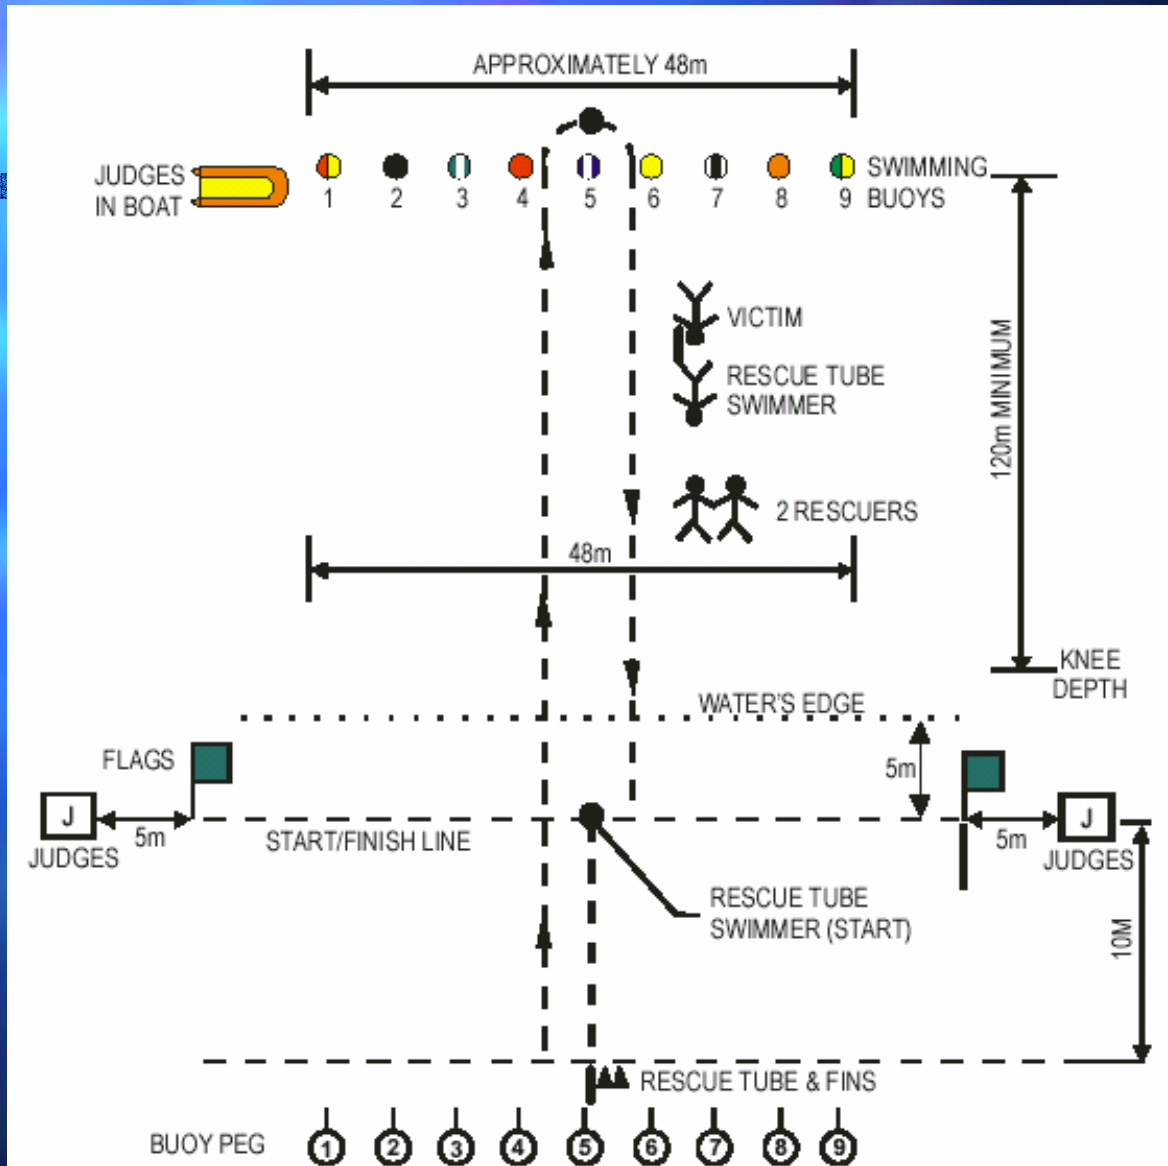 APPROXIMATELY 48m
JUDGES
IN BOAT
1 2 3 4 5 6 7 8 9
SWIMMING
BUOYS
VICTIM
RESCUE TUBE
SWIMMER
120m MINIMUM
2 RESCUERS
48m
KNEE
DEPTH
WATER'S EDGE
FLAGS
5m
J
5m
JUDGES
START/FINISH LINE
5m
J
JUDGES
RESCUE TUBE
SWIMMER (START)
10M
RESCUE TUBE & FINS
BUOY PEG
1 2 3 4 5 6 7 8 9